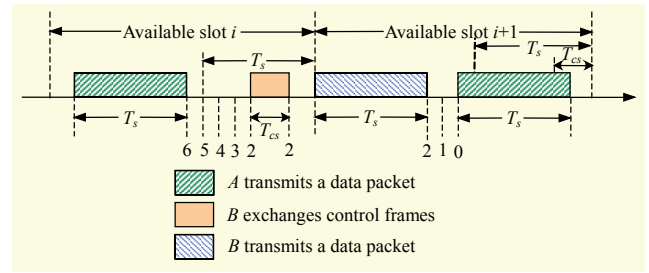 Available slot i
Available slot i+1
Ts
Ts
Tcs
Ts
Tcs
Ts
Ts
6 5 4 3 2 2 2 1 0
A transmits a data packet
B exchanges control frames
B transmits a data packet